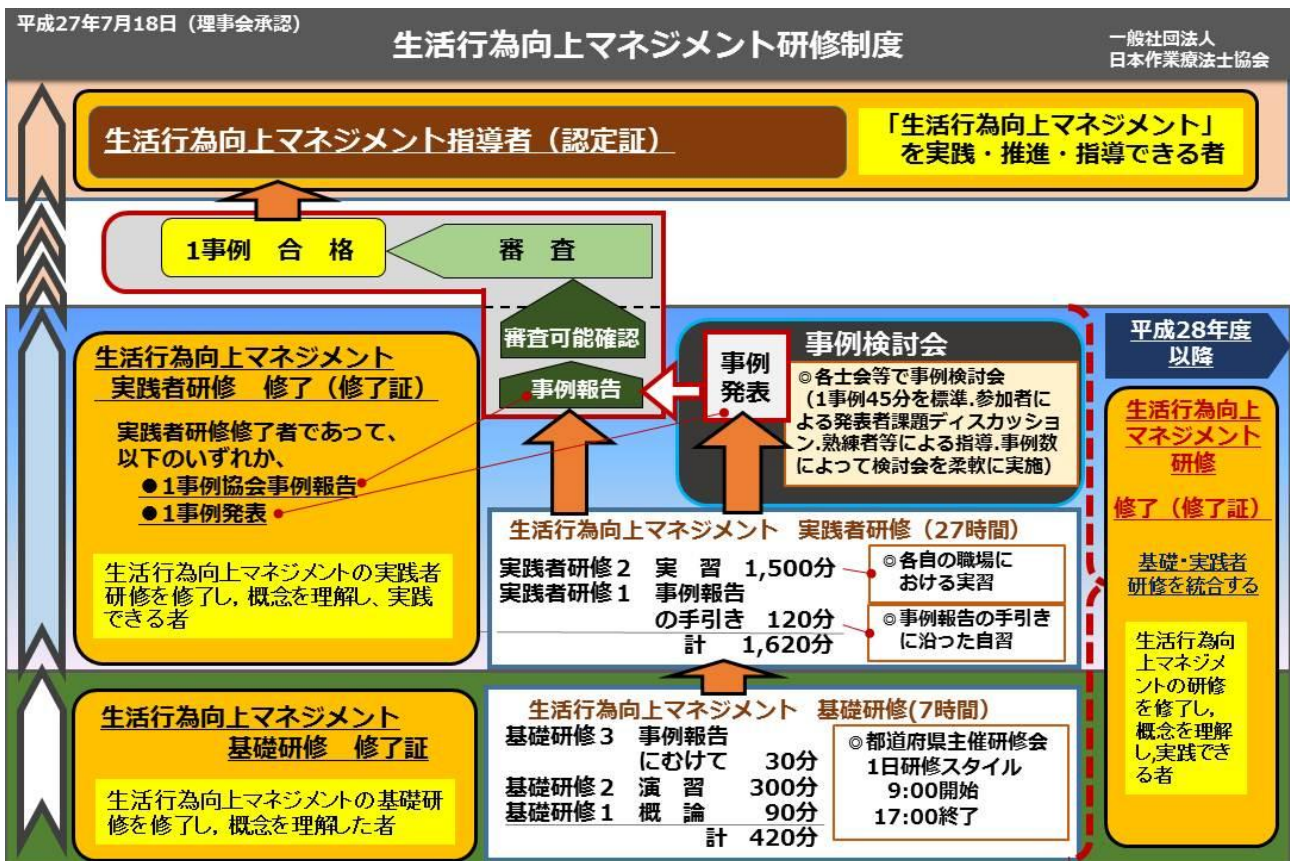 平成27年7月18日（理事会承認）
生活行為向上マネジメント研修制度
一般社団法人
日本作業療法士協会
生活行為向上マネジメント指導者（認定証）
「生活行為向上マネジメント」
を実践・推進・指導できる者
1事例　合　格
審　査
審査可能確認
事例報告
事例
発表
事例検討会
◎各士会等で事例検討会
（1事例45分を標準.参加者に
よる発表者課題ディスカッショ
ン.熟練者等による指導.事例数
によって検討会を柔軟に実施)
平成28年度
以降
生活行為向上マネジメント
実践者研修　修了（修了証）
実践者研修修了者であって、
以下のいずれか、
●1事例協会事例報告
●1事例発表
生活行為向上マネジメントの実践者
研修を修了し，概念を理解し、実践
できる者
生活行為向上マネジメント　実践者研修（27時間）
実践者研修２　実　習　1,500分
実践者研修１　事例報告
の手引き　120分
計　1,620分
◎各自の職場に
おける実習
◎事例報告の手引き
に沿った自習
生活行為向上
マネジメント
研修
修了（修了証）
基礎・実践者
研修を統合する
生活行為向
上マネジメ
ントの研修
を修了し，
概念を理解
し,実践でき
る者
生活行為向上マネジメント
基礎研修　修了証
生活行為向上マネジメントの基礎研
修を修了し，概念を理解した者
生活行為向上マネジメント　基礎研修(7時間）
基礎研修３　事例報告
にむけて　30分
基礎研修２　演　習　300分
基礎研修１　概　論　90分
計　420分
◎都道府県主催研修会
1日研修スタイル
9:00開始
17:00終了